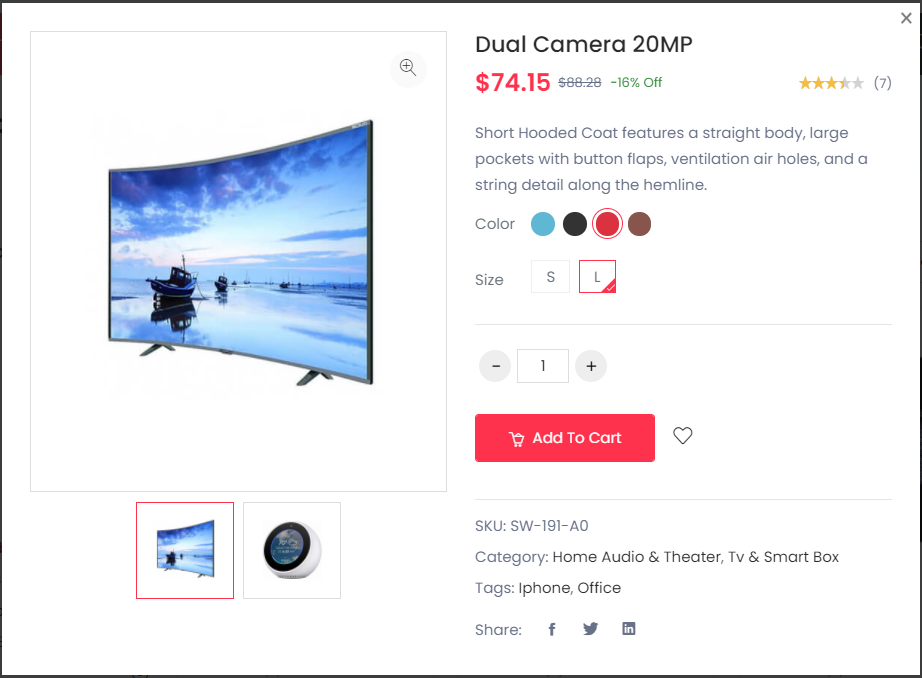 Dual Camera 20MP
$74.15 $88.28 -16% Off (7)
Short Hooded Coat features a straight body, large
pockets with button flaps, ventilation air holes, and a
string detail along the hemline.
Color
Size S L
- 1 +
Add To Cart
SKU: SW-191-A0
Category: Home Audio & Theater, Tv & Smart Box
Tags: Iphone, Office
Share: